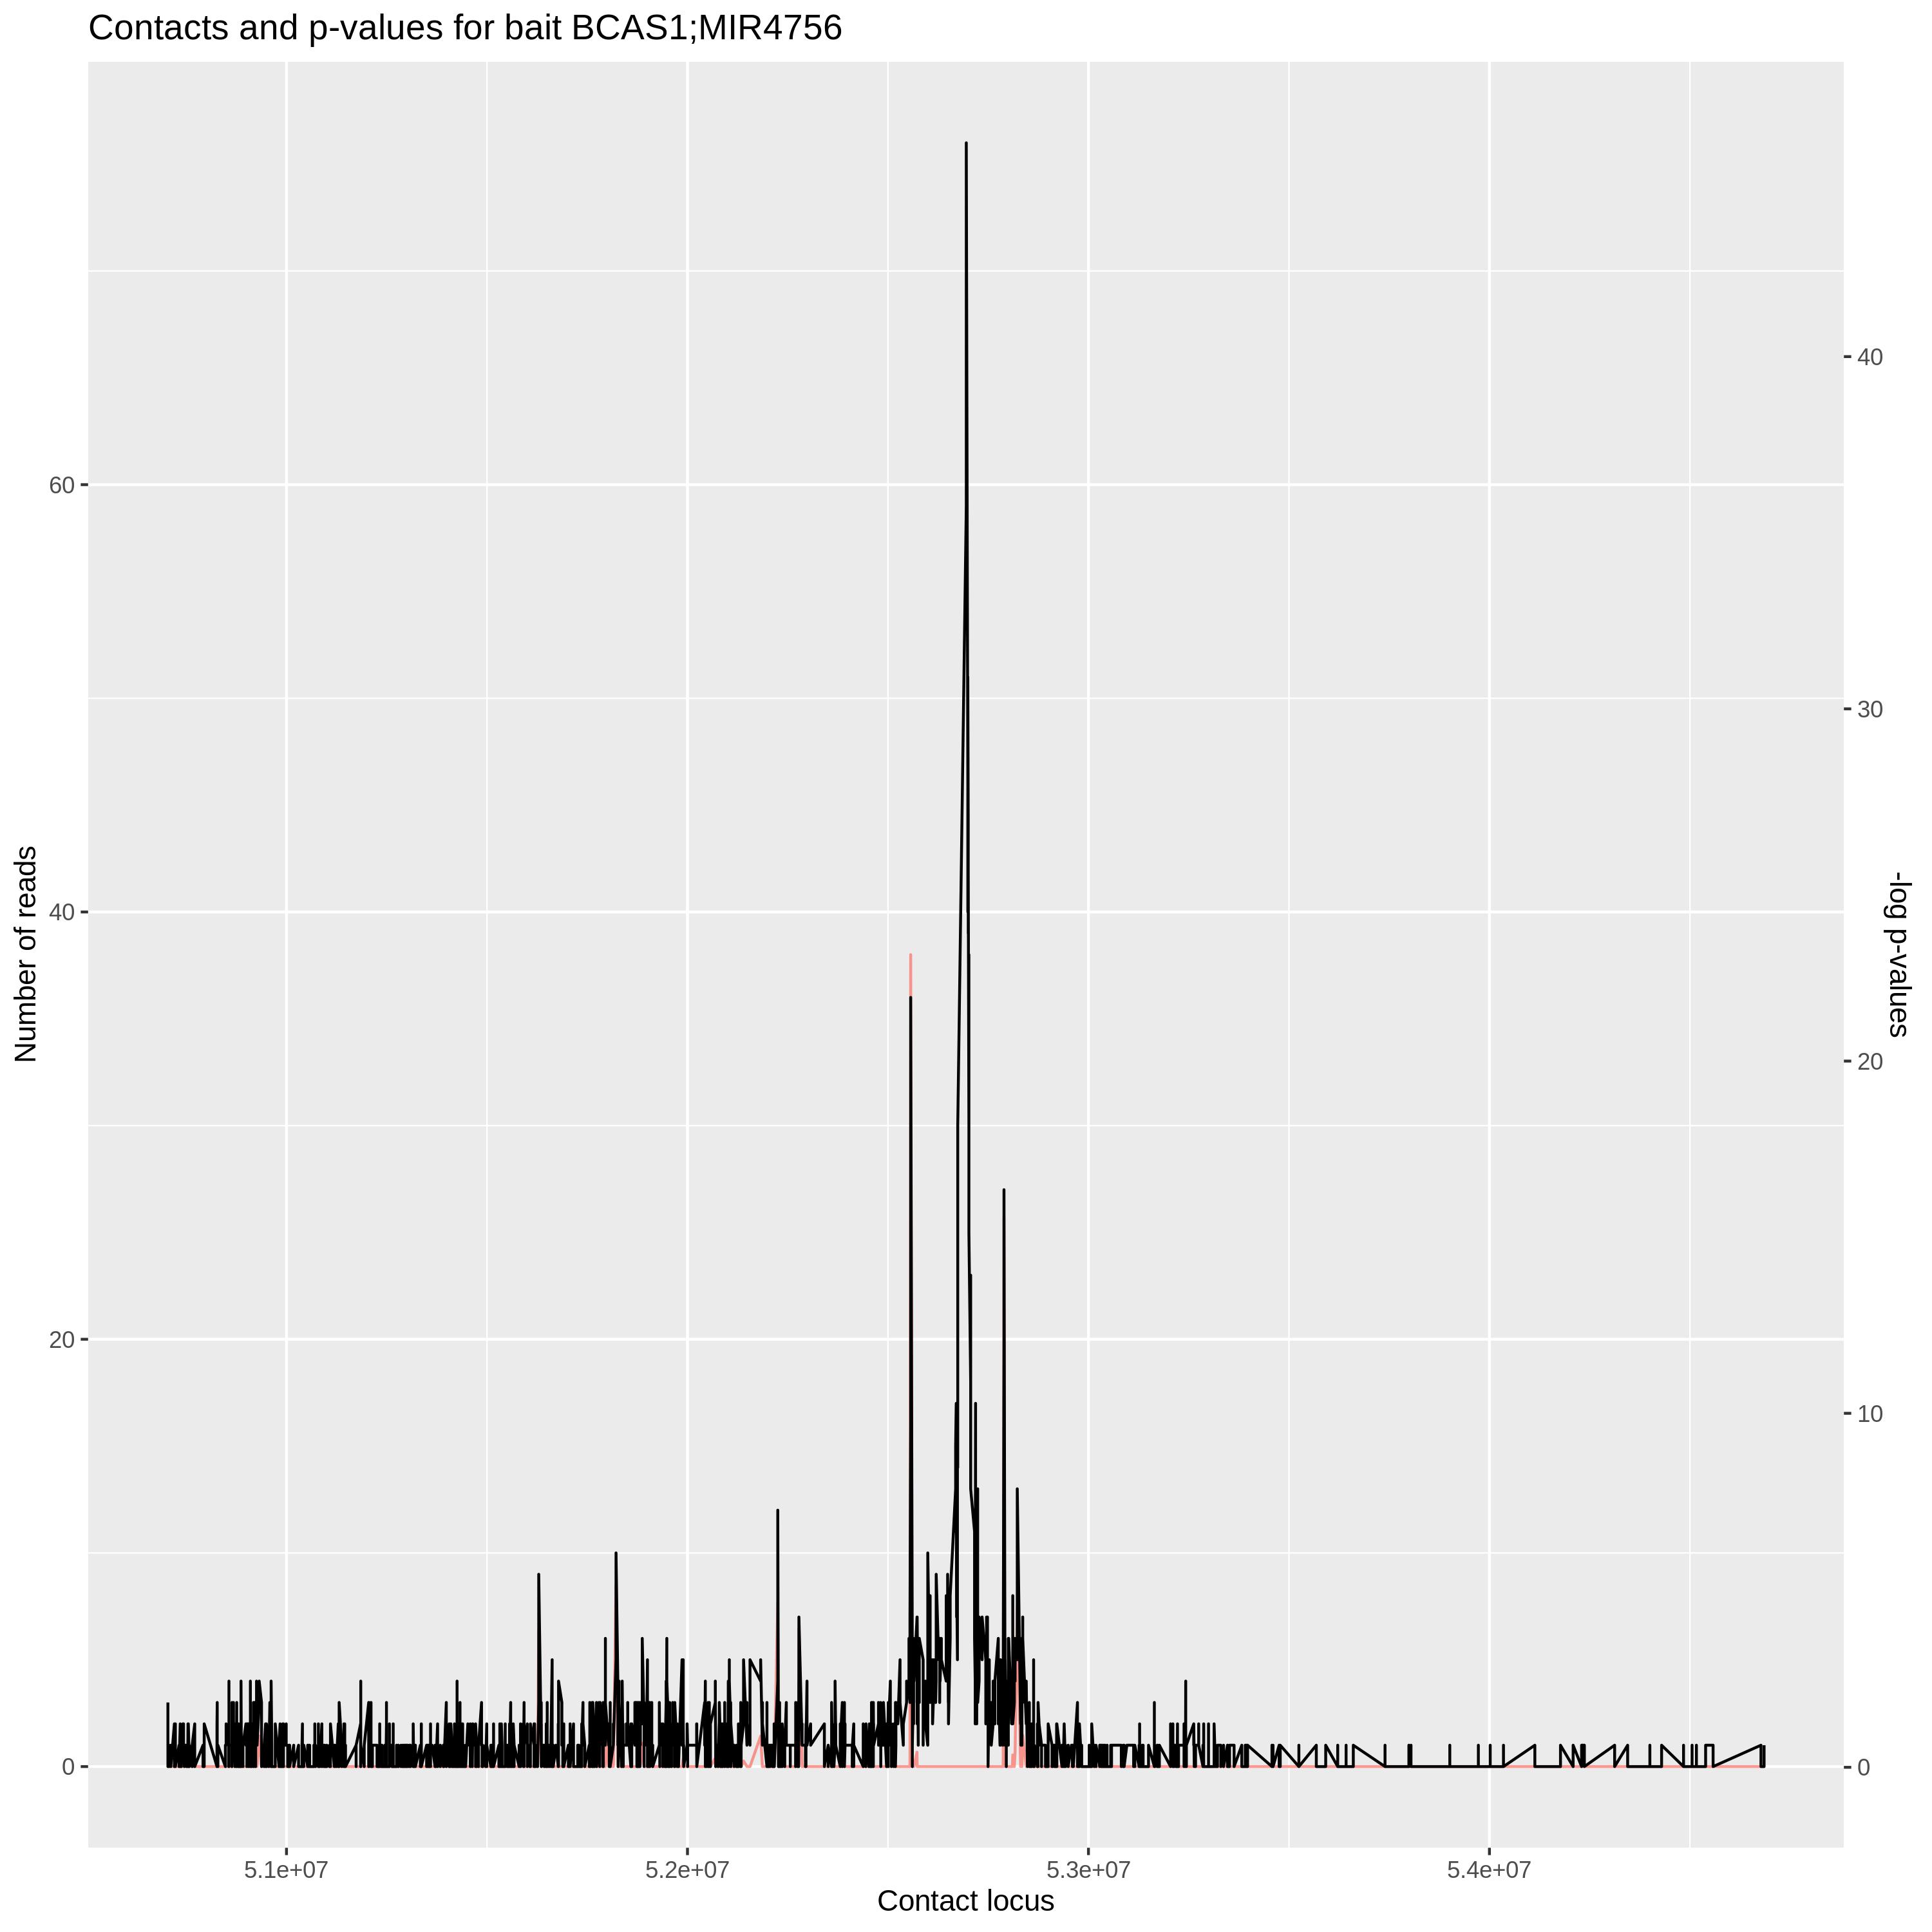 Contacts and p-values for bait BCAS1;MIR4756
Number of reads
60
40
20
0
40
30
20
10
0
-log p-values
5.1e+07
5.2e+07
5.3e+07
5.4e+07
Contact locus